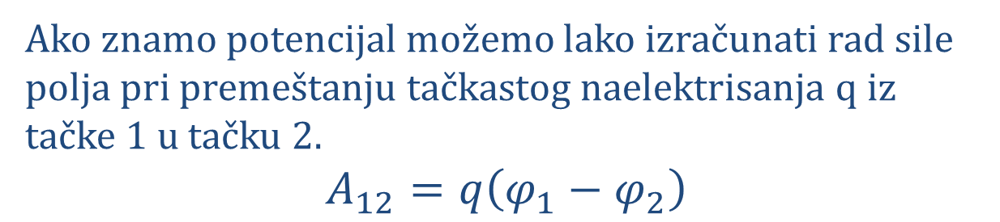 Ako znamo potencijal možemo lako izračunati rad sile
polja pri premeštanju tačkastog naelektrisanja q iz
tačke 1 u tačku 2.
𝐴₁₂ = 𝑞(𝜑₁ − 𝜑₂)